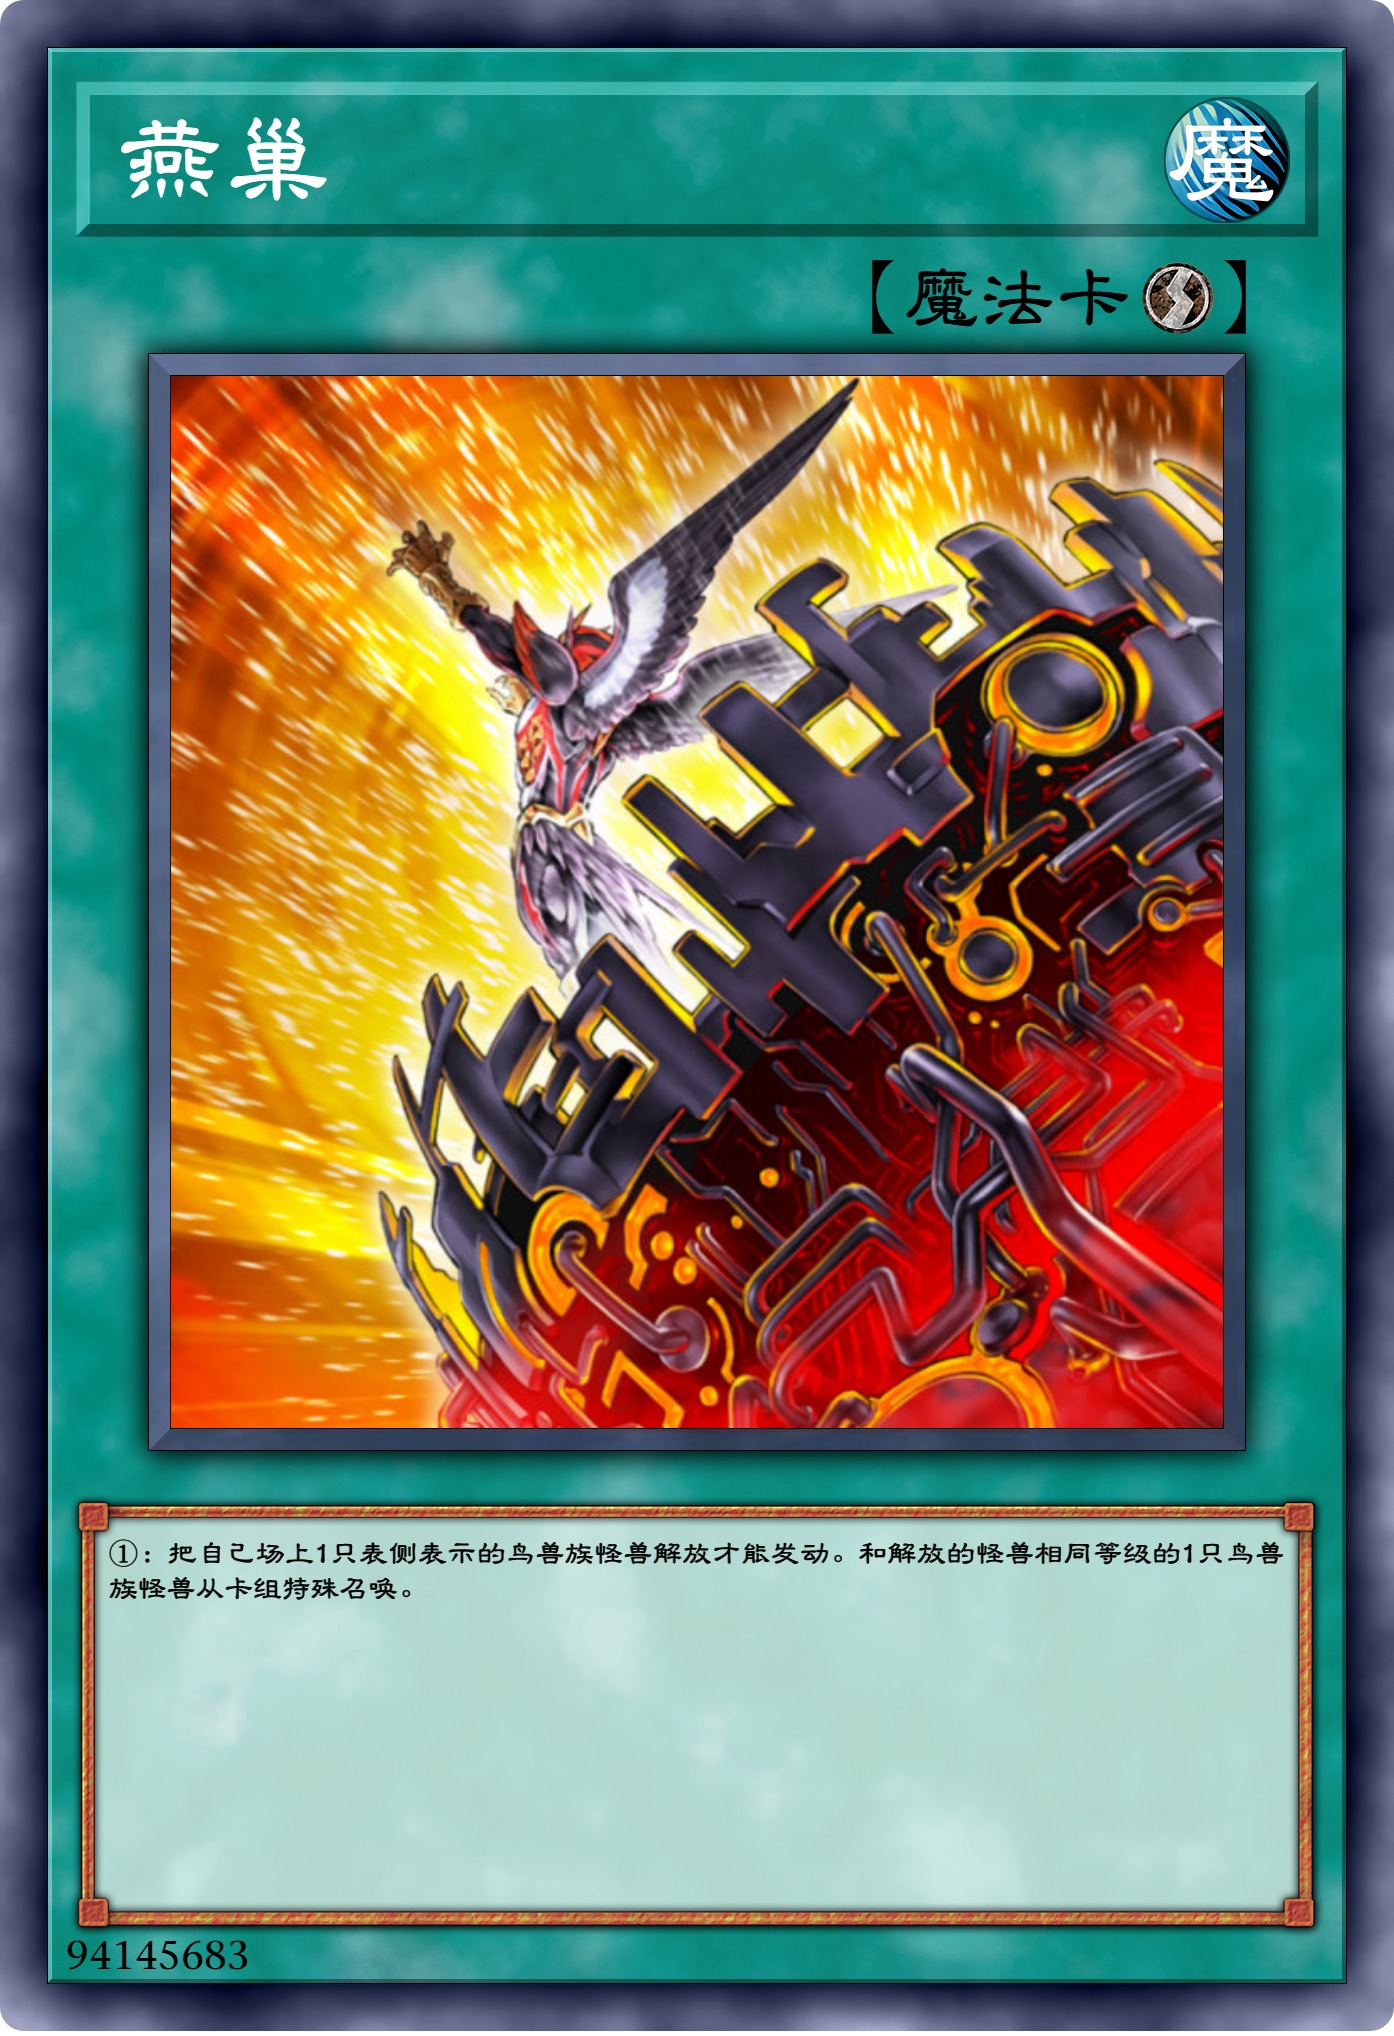 燕巢
魔
【魔法卡】
①：把自己场上1只表侧表示的鸟兽族怪兽解放才能发动。和解放的怪兽相同等级的1只鸟兽
族怪兽从卡组特殊召唤。
94145683